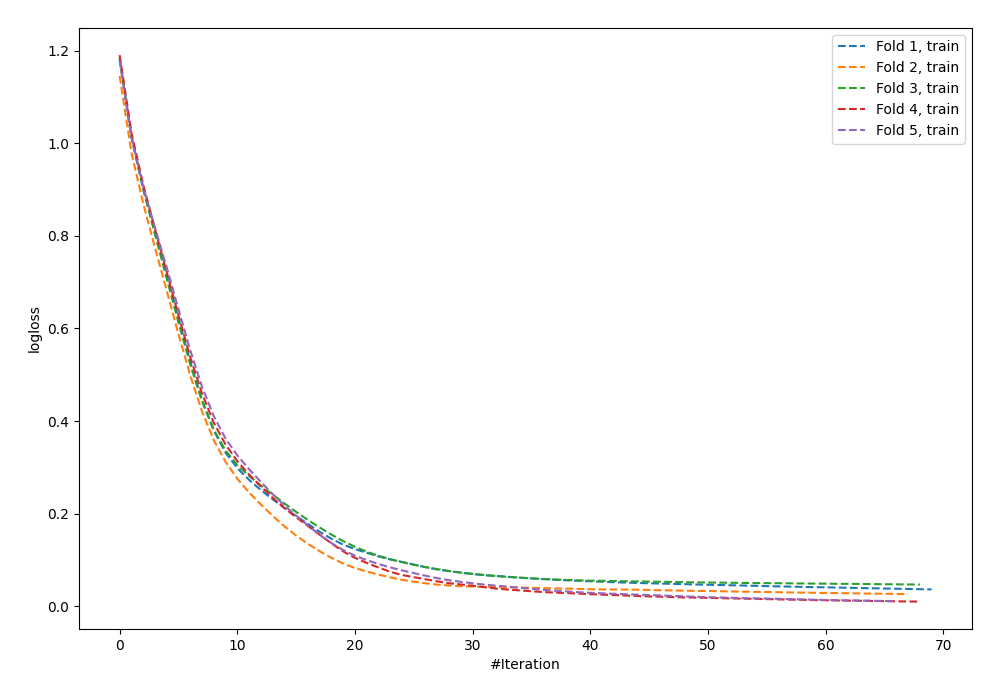 1.2
1.0
0.8
0.6
0.4
0.2
0.0
logloss
0 10 20 30 40 50 60 70
#Iteration
Fold 1, train
Fold 2, train
Fold 3, train
Fold 4, train
Fold 5, train